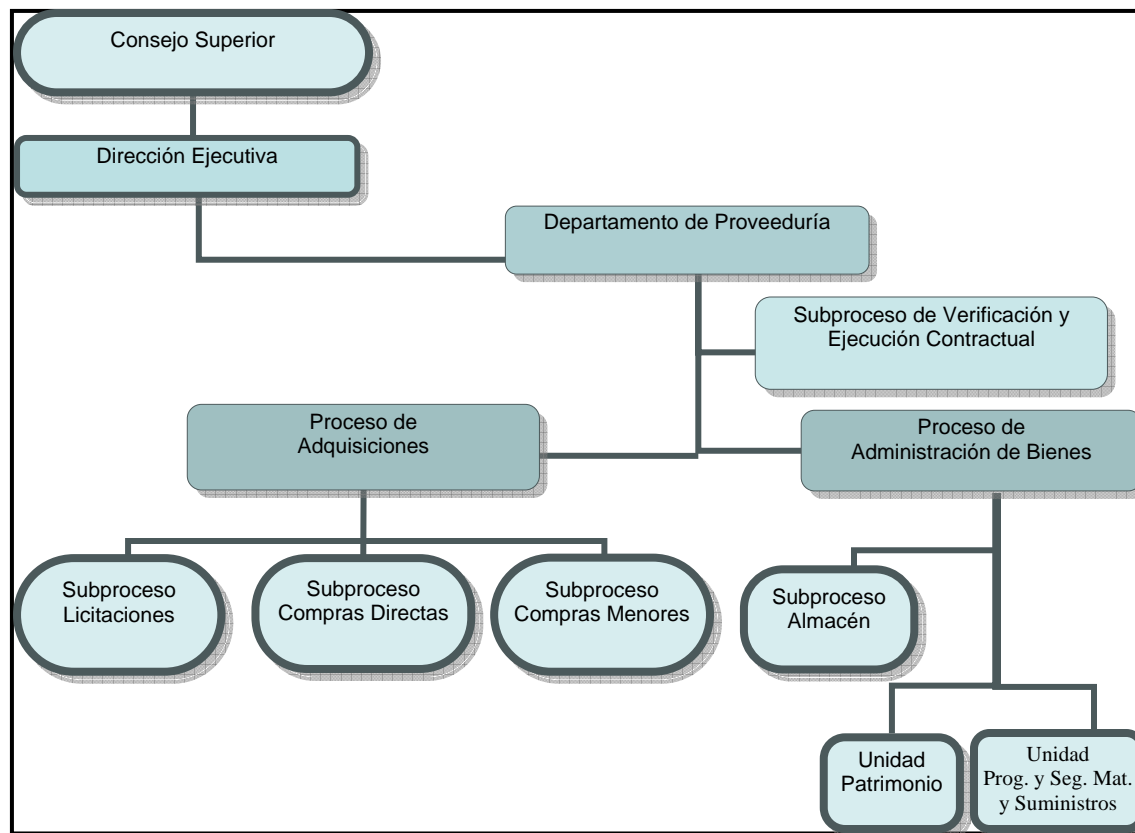 Consejo Superior
Dirección Ejecutiva
Departamento de Proveeduría
Subproceso de Verificación y
Ejecución Contractual
Proceso de
Adquisiciones
Proceso de
Administración de Bienes
Subproceso
Licitaciones
Subproceso
Compras Directas
Subproceso
Compras Menores
Subproceso
Almacén
Unidad
Patrimonio
Unidad
Prog. y Seg. Mat.
y Suministros